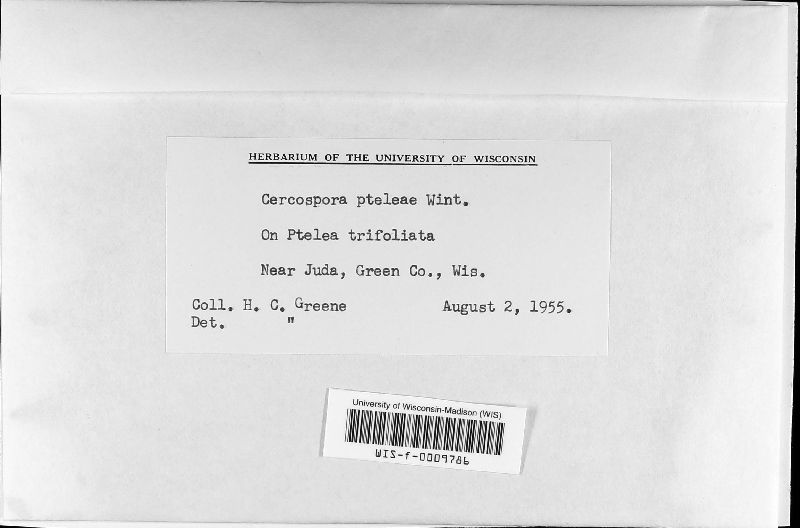 HERBARIUM OF THE UNIVERSITY OF WISCONSIN
Cercospora pteleae Wint.
On Ptelea trifoliata
Near Juda, Green Co., Wis.
Coll. H. C. Greene August 2, 1955.
Det. "
University of Wisconsin-Madison (WIS)
WIS-f-0009786